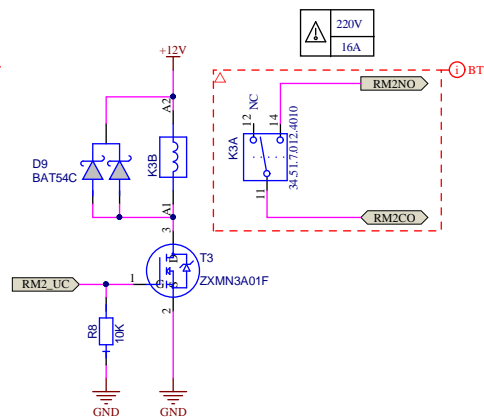 220V
16A
+12V
i
BT
RM2NO
A2
NC
12
14
K3A
34.51.7.012.4010
D9
BAT54C
K3B
11
A1
RM2CO
3
T3
D
ZXMN3A01F
RM2_UC
1
G
S
2
R8
10K
GND
GND